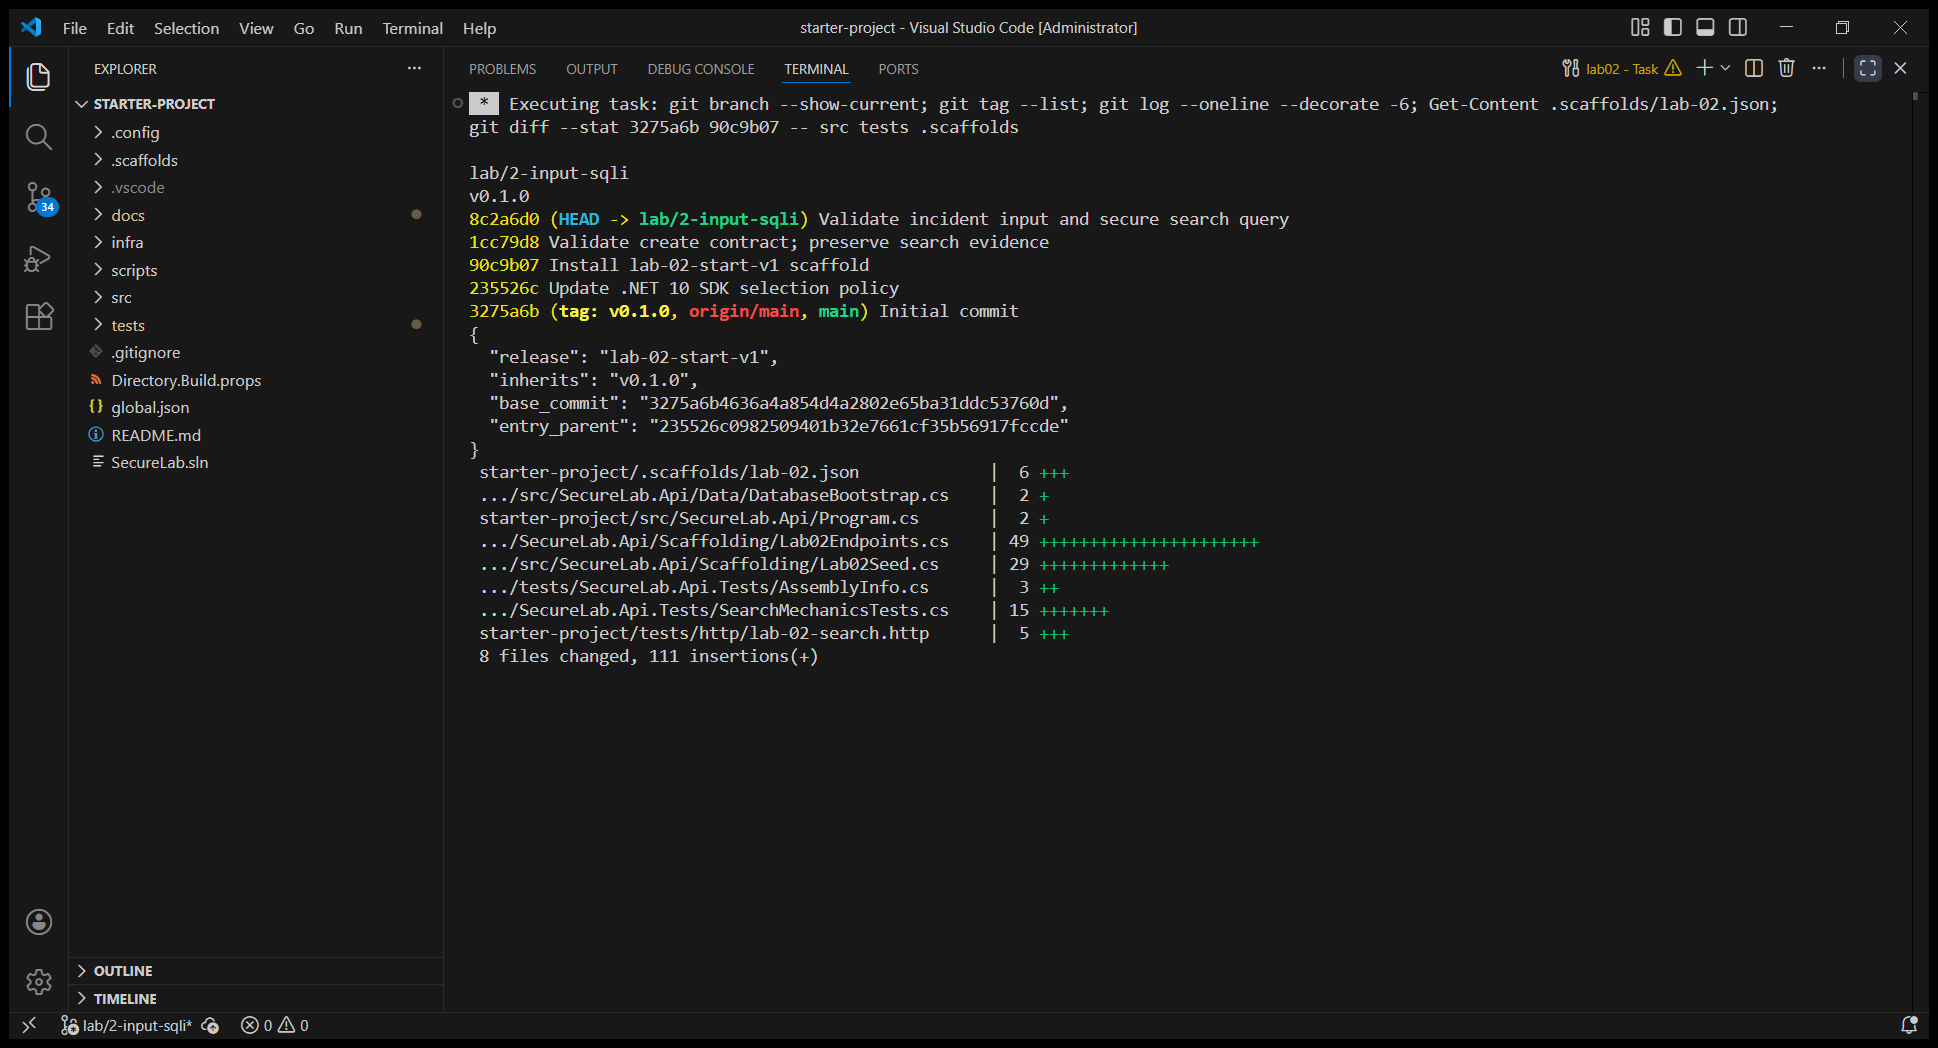 File Edit Selection View Go Run Terminal Help
starter-project - Visual Studio Code [Administrator]
EXPLORER
STARTER-PROJECT
.config
.scaffolds
.vscode
docs
infra
scripts
src
tests
.gitignore
Directory.Build.props
global.json
README.md
SecureLab.sln
OUTLINE
TIMELINE
34
PROBLEMS OUTPUT DEBUG CONSOLE TERMINAL PORTS
lab02 - Task
* Executing task: git branch --show-current; git tag --list; git log --oneline --decorate -6; Get-Content .scaffolds/lab-02.json;
git diff --stat 3275a6b 90c9b07 -- src tests .scaffolds
lab/2-input-sqli
v0.1.0
8c2a6d0 (HEAD -> lab/2-input-sqli) Validate incident input and secure search query
1cc79d8 Validate create contract; preserve search evidence
90c9b07 Install lab-02-start-v1 scaffold
235526c Update .NET 10 SDK selection policy
3275a6b (tag: v0.1.0, origin/main, main) Initial commit
{
"release": "lab-02-start-v1",
"inherits": "v0.1.0",
"base_commit": "3275a6b4636a4a854d4a2802e65ba31ddc53760d",
"entry_parent": "235526c0982509401b32e7661cf35b56917fccde"
}
starter-project/.scaffolds/lab-02.json | 6 +++
.../src/SecureLab.Api/Data/DatabaseBootstrap.cs | 2 +
starter-project/src/SecureLab.Api/Program.cs | 2 +
.../SecureLab.Api/Scaffolding/Lab02Endpoints.cs | 49 ++++++++++++++++++++++
.../src/SecureLab.Api/Scaffolding/Lab02Seed.cs | 29 +++++++++++++
.../tests/SecureLab.Api.Tests/AssemblyInfo.cs | 3 ++
.../SecureLab.Api.Tests/SearchMechanicsTests.cs | 15 +++++++
starter-project/tests/http/lab-02-search.http | 5 +++
8 files changed, 111 insertions(+)
lab/2-input-sqli* 0 0